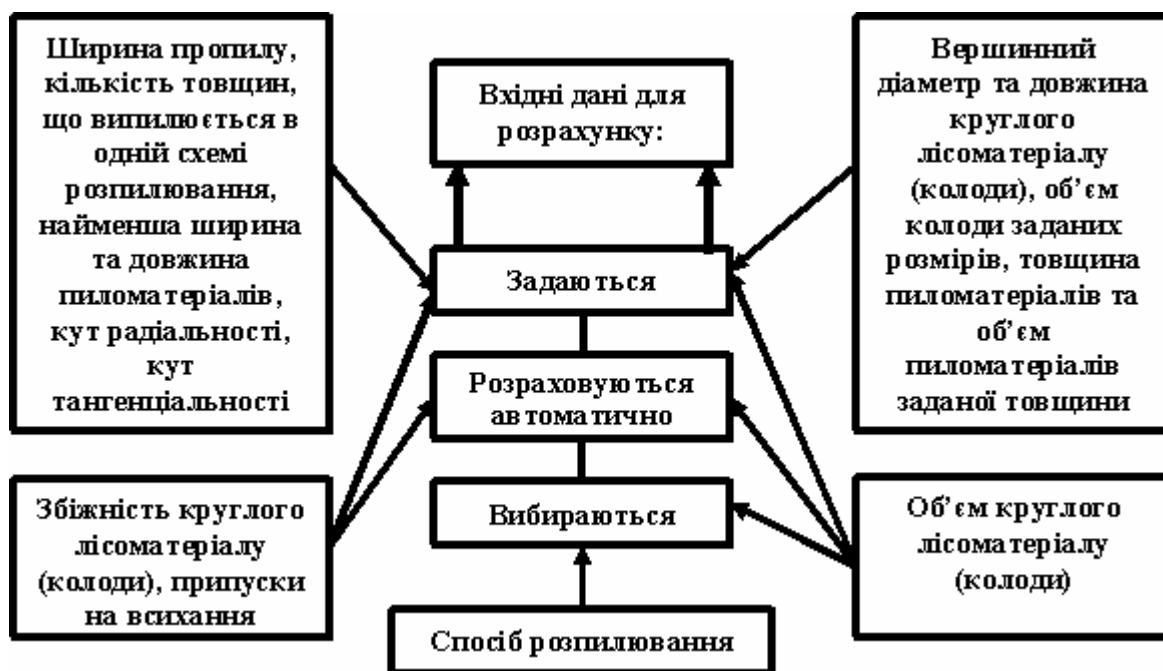 Ширина пропилу,
кількість товщин,
що випилюється в
одній схемі
розпилювання,
найменша ширина
та довжина
пиломатеріалів,
кут радіальності,
кут
тангенціальності
Вхідні дані для
розрахунку:
Вершинний
діаметр та довжина
круглого
лісоматеріалу
(колоди), об’єм
колоди заданих
розмірів, товщина
пиломатеріалів та
об’єм
пиломатеріалів
заданої товщини
Задаються
Розраховуються
автоматично
Збіжність круглого
лісоматеріалу
(колоди), припуски
на всихання
Вибираються
Об’єм круглого
лісоматеріалу
(колоди)
Спосіб розпилювання